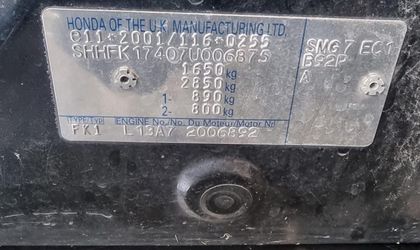 HONDA OF THE U.K. MANUFACTURING LTD.
e11*2001/116*0255
SHHFK17407U006875
1650 kg
2850 kg
1- 890 kg
2- 800 kg
SMG7 EC1
B92P
A
TYPE/TYP: ENGINE No./No. Du Moteur/Motor Nr.
FK1 L13A7 2006892